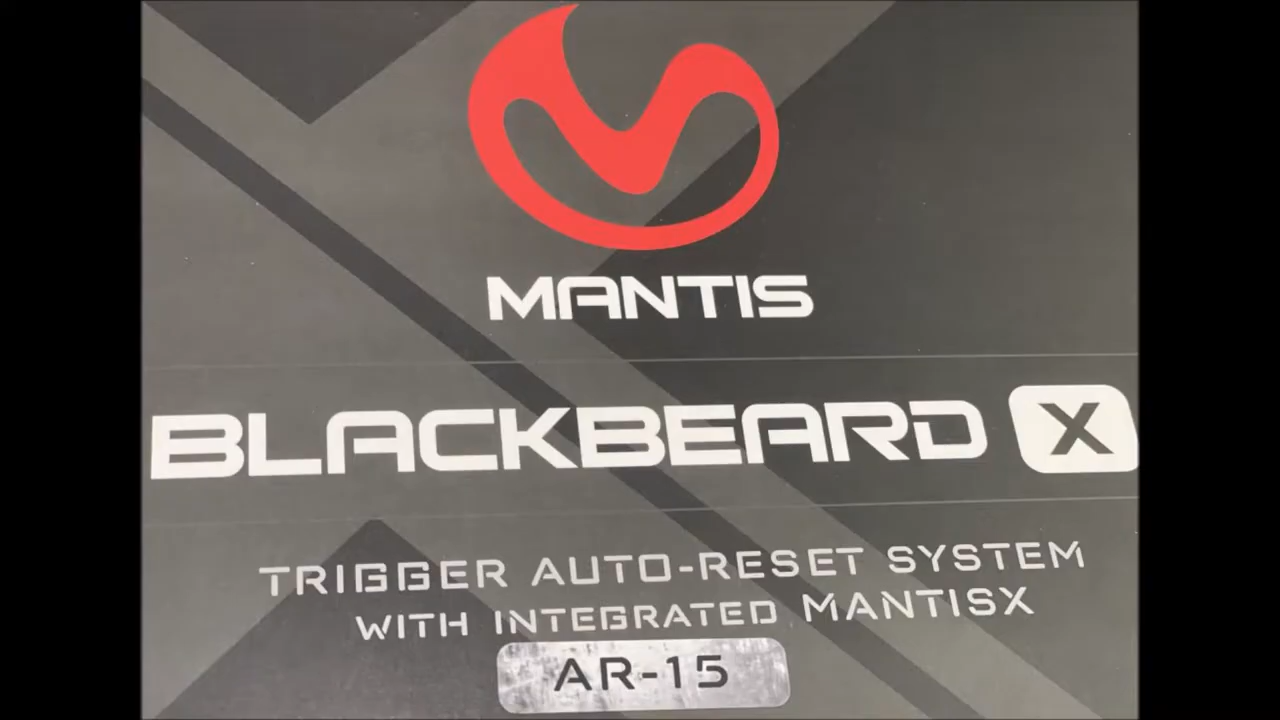 MANTIS
BLACKBEARD X
TRIGGER AUTO-RESET SYSTEM
WITH INTEGRATED MANTISX
AR-15